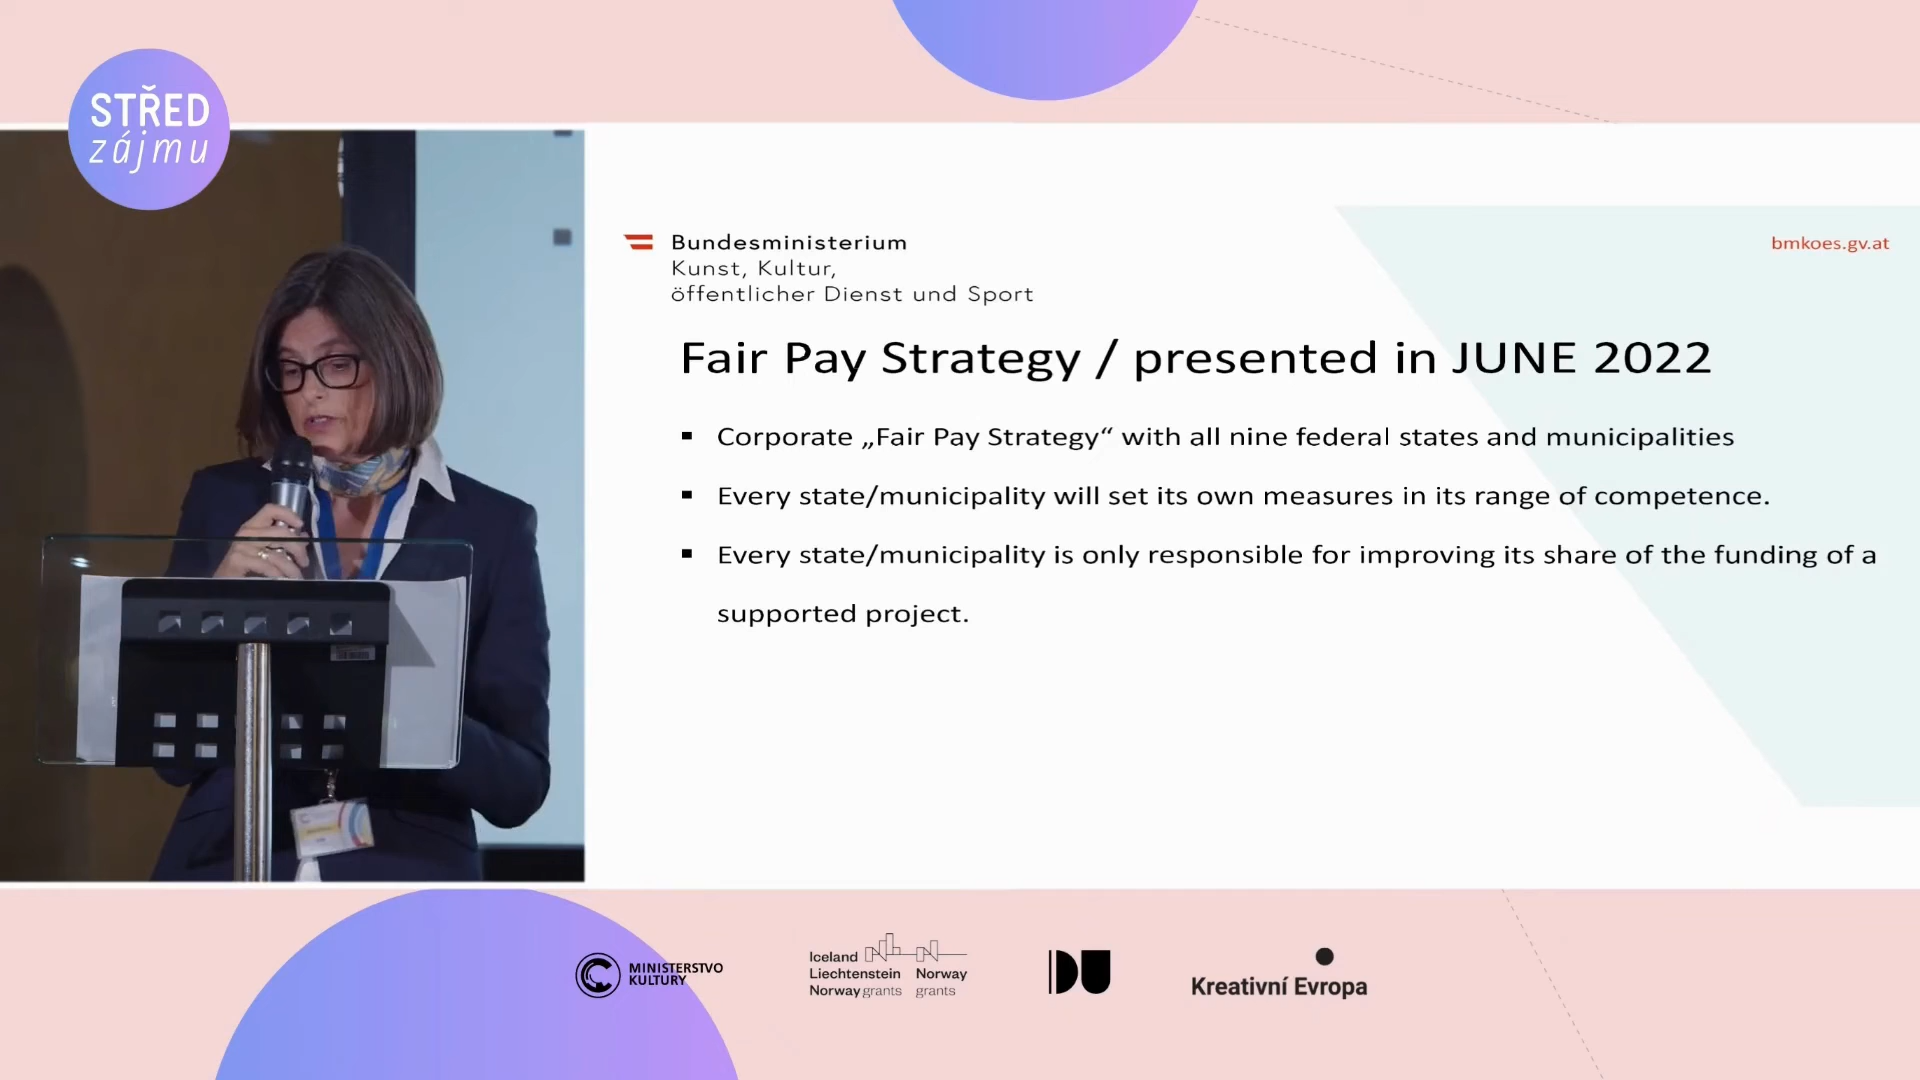 STŘED
zájmu
Bundesministerium
Kunst, Kultur,
öffentlicher Dienst und Sport
bmkoes.gv.at
Fair Pay Strategy / presented in JUNE 2022
Corporate „Fair Pay Strategy“ with all nine federal states and municipalities
Every state/municipality will set its own measures in its range of competence.
Every state/municipality is only responsible for improving its share of the funding of a
supported project.
MINISTERSTVO
KULTURY
Iceland
Liechtenstein
Norway grants
Norway
grants
DU
Kreativní Evropa